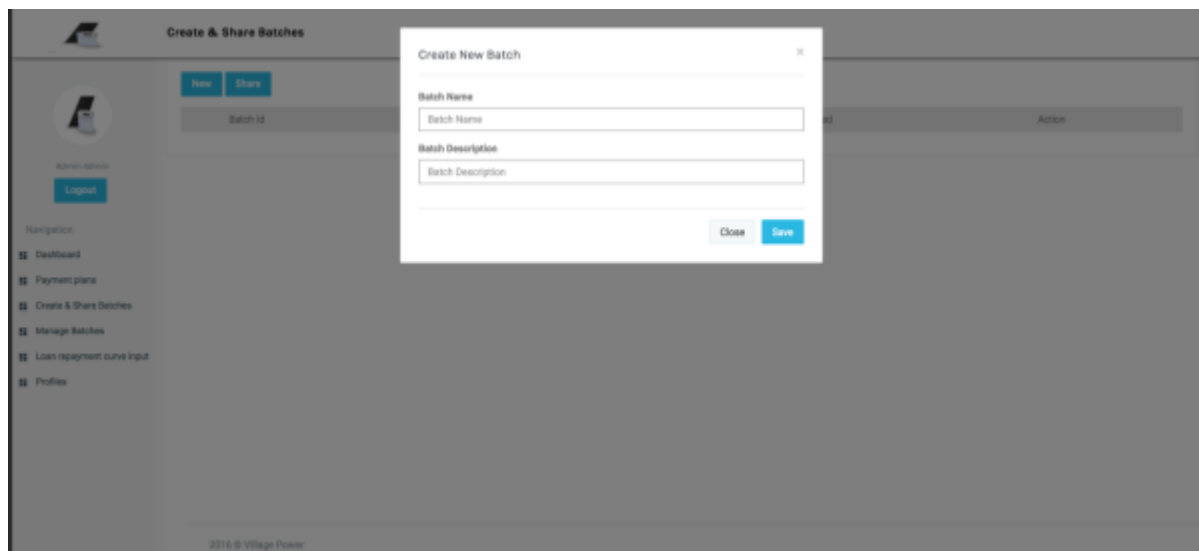 Create & Share Batches
Create New Batch
×
New Share
Batch Name
Batch Name
Batch Id
ed
Action
Batch Description
Batch Description
Admin Admin
Logout
Close Save
Navigation
Dashboard
Payment plans
Create & Share Batches
Manage Batches
Loan repayment curve input
Profiles
2016 © Village Power